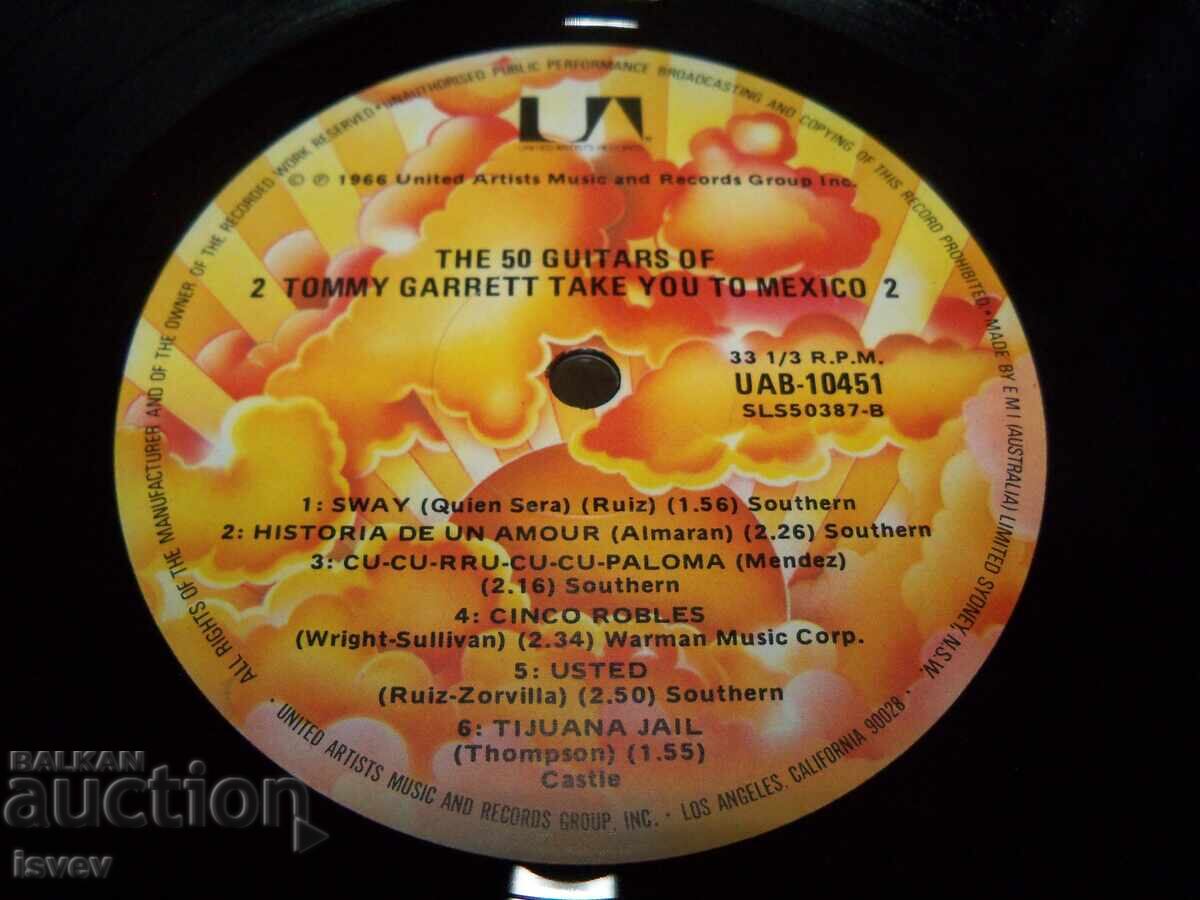 UA
UNITED ARTISTS RECORDS
© ℗ 1966 United Artists Music and Records Group Inc.
THE 50 GUITARS OF
2 TOMMY GARRETT TAKE YOU TO MEXICO 2
33 1/3 R.P.M.
UAB-10451
SLS50387-B
1: SWAY (Quien Sera) (Ruiz) (1.56) Southern
2: HISTORIA DE UN AMOUR (Almaran) (2.26) Southern
3: CU-CU-RRU-CU-CU-PALOMA (Mendez)
(2.16) Southern
4: CINCO ROBLES
(Wright-Sullivan) (2.34) Warman Music Corp.
5: USTED
(Ruiz-Zorvilla) (2.50) Southern
6: TIJUANA JAIL
(Thompson) (1.55)
Castle
ALL RIGHTS OF THE MANUFACTURER AND OF THE OWNER OF THE RECORDED WORK RESERVED • UNAUTHORISED PUBLIC PERFORMANCE BROADCASTING AND COPYING OF THIS RECORD PROHIBITED • MADE BY E M I (AUSTRALIA) LIMITED SYDNEY, N.S.W.
· UNITED ARTISTS MUSIC AND RECORDS GROUP, INC. · LOS ANGELES, CALIFORNIA 90028 ·
BALKAN
auction
isvev